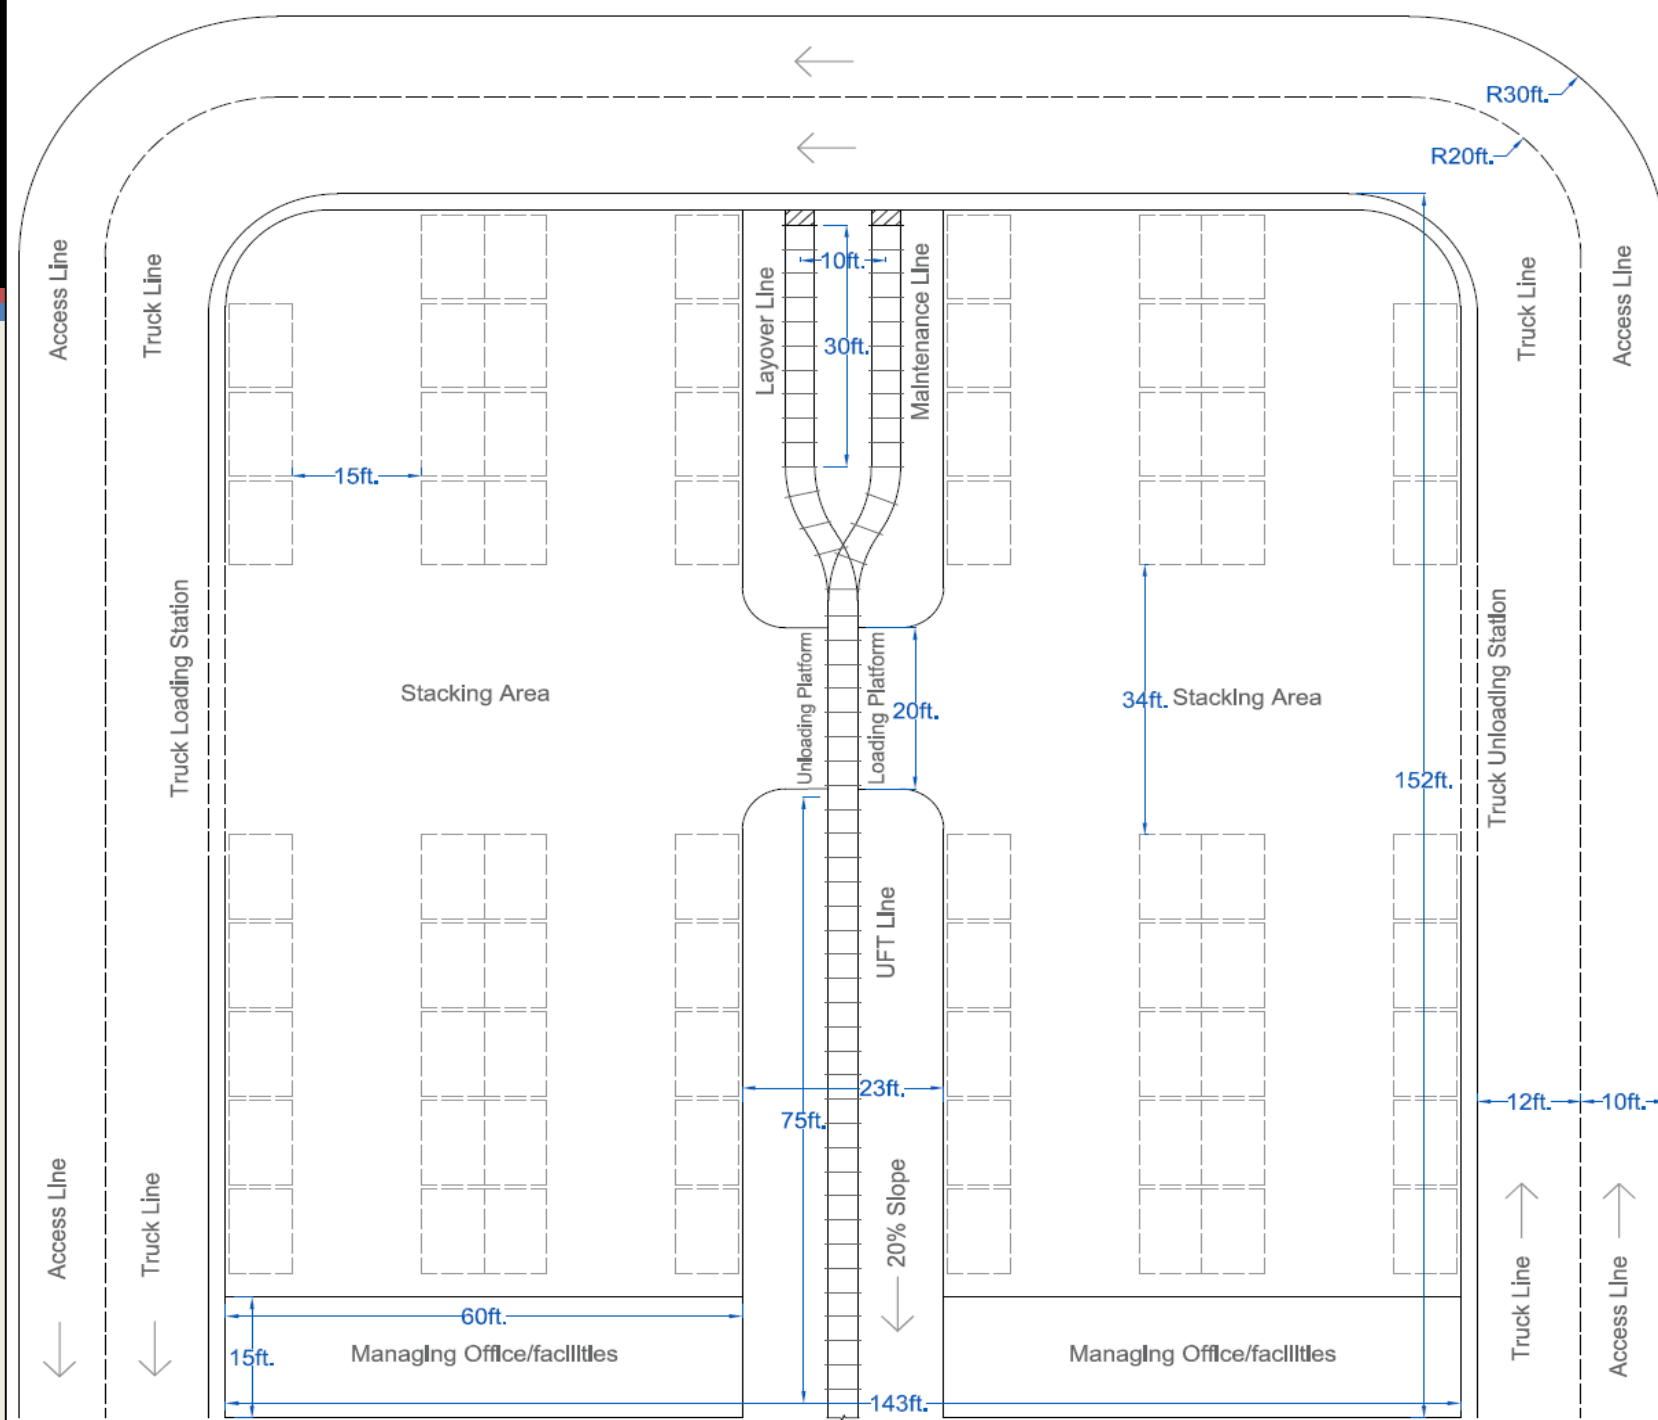 R30ft.
R20ft.
Access Line
Truck Line
Layover Line
10ft.
30ft.
Maintenance Line
Truck Line
Access Line
15ft.
Truck Loading Station
Stacking Area
Unloading Platform
Loading Platform
20ft.
34ft.
Stacking Area
Truck Unloading Station
152ft.
UFT Line
23ft.
75ft.
12ft.
10ft.
Access Line
Truck Line
20% Slope
Truck Line
Access Line
60ft.
15ft.
Managing Office/facilities
Managing Office/facilities
143ft.